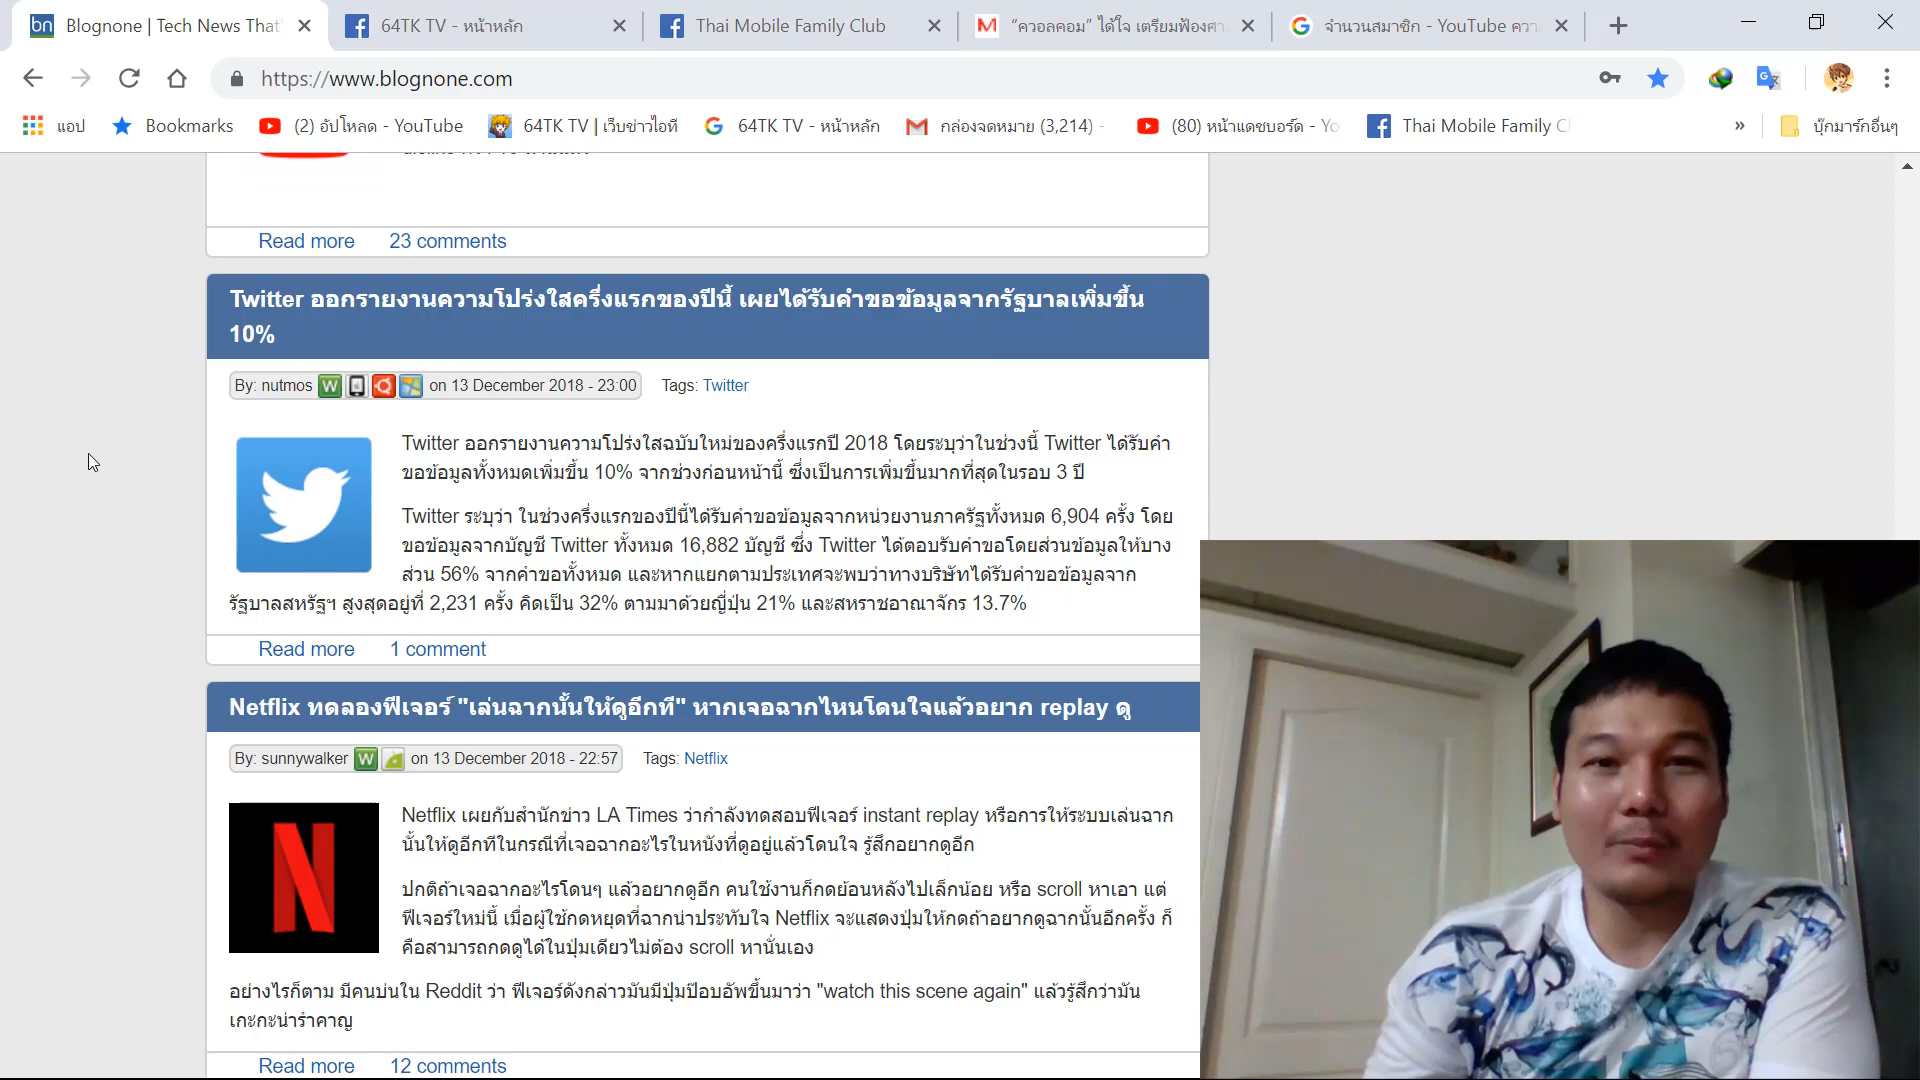 Blognone | Tech News That'
64TK TV - หน้าหลัก
Thai Mobile Family Club
“ควอลคอม” ได้ใจ เตรียมฟ้องศา
จำนวนสมาชิก - YouTube ควา
https://www.blognone.com
แอป
Bookmarks
(2) อัปโหลด - YouTube
64TK TV | เว็บข่าวไอที
64TK TV - หน้าหลัก
กล่องจดหมาย (3,214) -
(80) หน้าแดชบอร์ด - Yo
Thai Mobile Family Cl
»
บุ๊กมาร์กอื่นๆ
Read more 23 comments
Twitter ออกรายงานความโปร่งใสครึ่งแรกของปีนี้ เผยได้รับคำขอข้อมูลจากรัฐบาลเพิ่มขึ้น
10%
By: nutmos on 13 December 2018 - 23:00 Tags: Twitter
Twitter ออกรายงานความโปร่งใสฉบับใหม่ของครึ่งแรกปี 2018 โดยระบุว่าในช่วงนี้ Twitter ได้รับคำ
ขอข้อมูลทั้งหมดเพิ่มขึ้น 10% จากช่วงก่อนหน้านี้ ซึ่งเป็นการเพิ่มขึ้นมากที่สุดในรอบ 3 ปี
Twitter ระบุว่า ในช่วงครึ่งแรกของปีนี้ได้รับคำขอข้อมูลจากหน่วยงานภาครัฐทั้งหมด 6,904 ครั้ง โดย
ขอข้อมูลจากบัญชี Twitter ทั้งหมด 16,882 บัญชี ซึ่ง Twitter ได้ตอบรับคำขอโดยส่วนข้อมูลให้บาง
ส่วน 56% จากคำขอทั้งหมด และหากแยกตามประเทศจะพบว่าทางบริษัทได้รับคำขอข้อมูลจาก
รัฐบาลสหรัฐฯ สูงสุดอยู่ที่ 2,231 ครั้ง คิดเป็น 32% ตามมาด้วยญี่ปุ่น 21% และสหราชอาณาจักร 13.7%
Read more 1 comment
Netflix ทดลองฟีเจอร์ "เล่นฉากนั้นให้ดูอีกที" หากเจอฉากไหนโดนใจแล้วอยาก replay ดู
By: sunnywalker on 13 December 2018 - 22:57 Tags: Netflix
Netflix เผยกับสำนักข่าว LA Times ว่ากำลังทดสอบฟีเจอร์ instant replay หรือการให้ระบบเล่นฉาก
นั้นให้ดูอีกทีในกรณีที่เจอฉากอะไรในหนังที่ดูอยู่แล้วโดนใจ รู้สึกอยากดูอีก
ปกติถ้าเจอฉากอะไรโดนๆ แล้วอยากดูอีก คนใช้งานก็กดย้อนหลังไปเล็กน้อย หรือ scroll หาเอา แต่
ฟีเจอร์ใหม่นี้ เมื่อผู้ใช้กดหยุดที่ฉากน่าประทับใจ Netflix จะแสดงปุ่มให้กดถ้าอยากดูฉากนั้นอีกครั้ง ก็
คือสามารถกดดูได้ในปุ่มเดียวไม่ต้อง scroll หานั่นเอง
อย่างไรก็ตาม มีคนบ่นใน Reddit ว่า ฟีเจอร์ดังกล่าวมันมีปุ่มป๊อบอัพขึ้นมาว่า "watch this scene again" แล้วรู้สึกว่ามัน
เกะกะน่ารำคาญ
Read more 12 comments